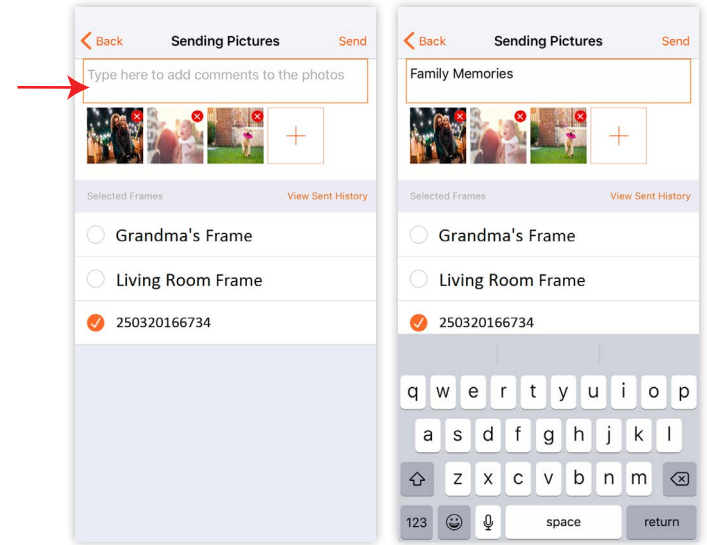 Back Sending Pictures Send
Type here to add comments to the photos
Selected Frames View Sent History
Grandma's Frame
Living Room Frame
250320166734
Back Sending Pictures Send
Family Memories
Selected Frames View Sent History
Grandma's Frame
Living Room Frame
250320166734
q w e r t y u i o p
a s d f g h j k l
z x c v b n m
123 space return